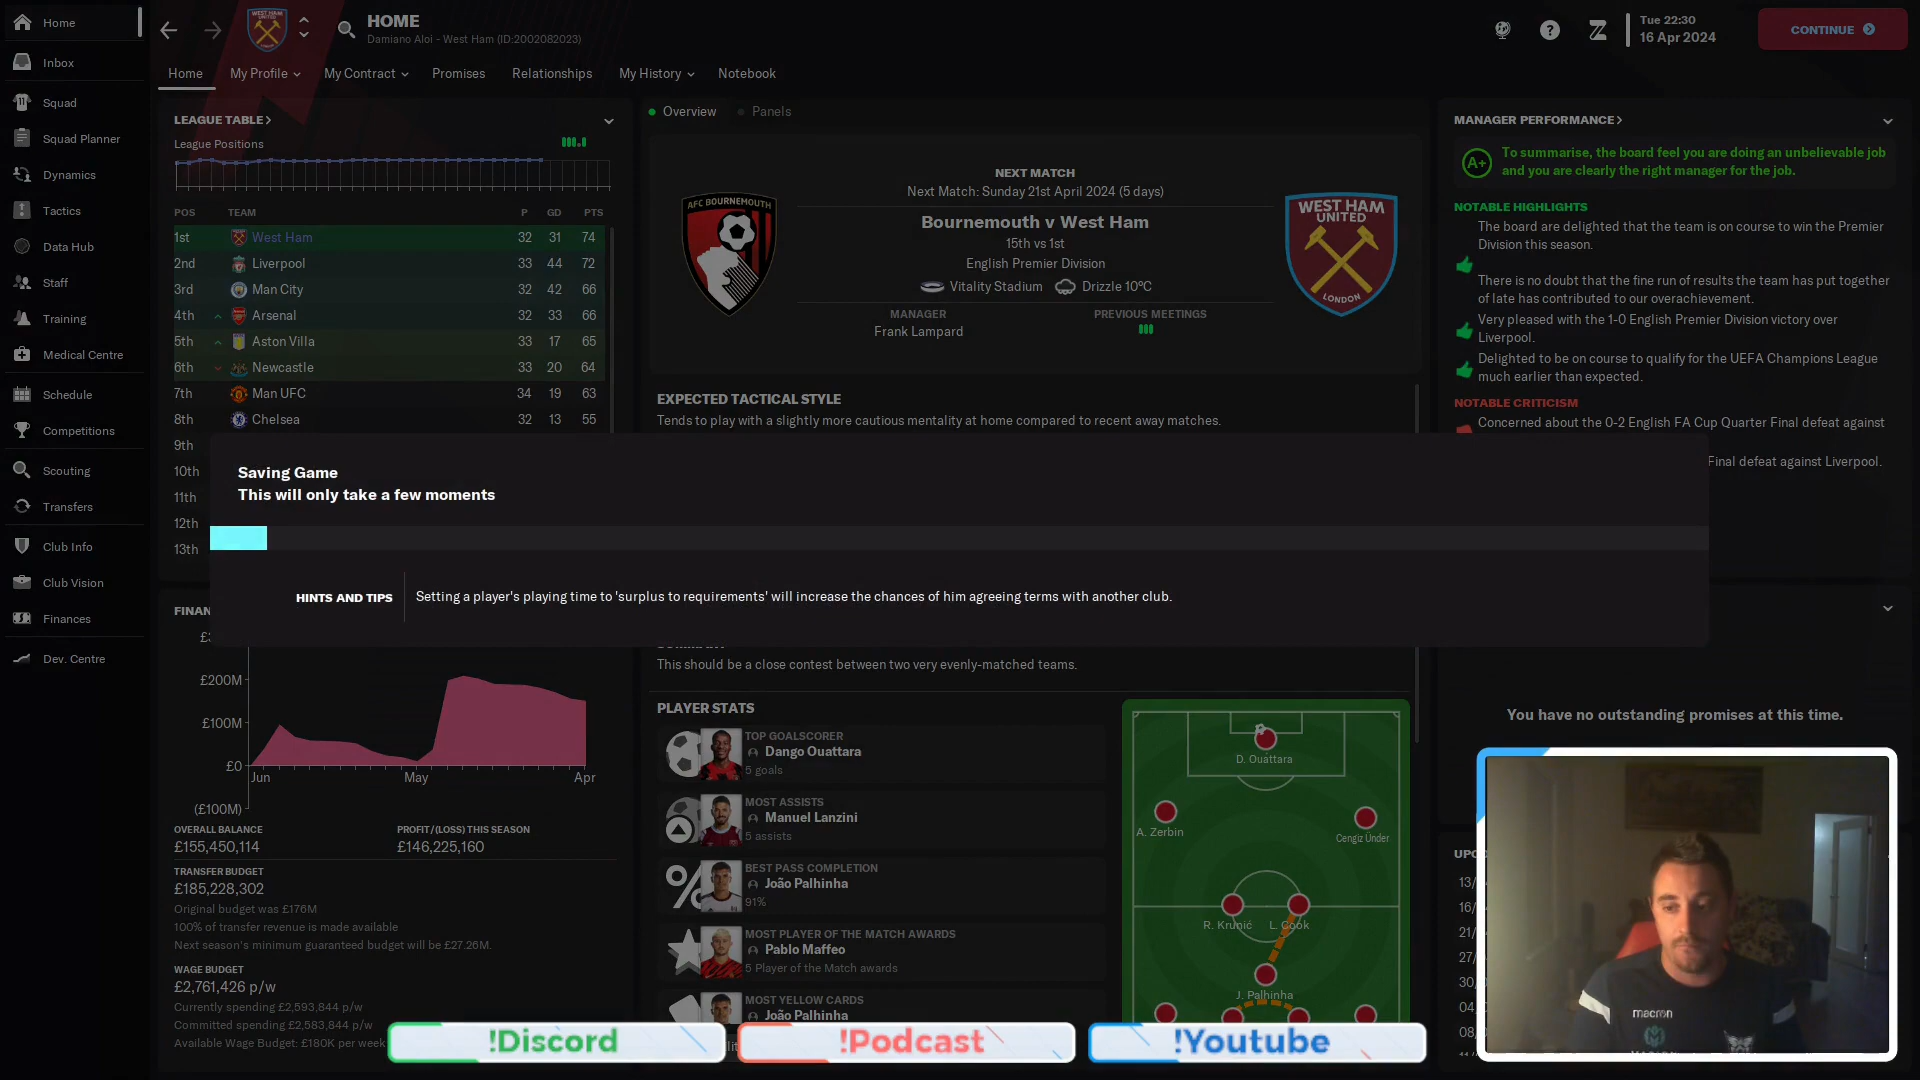 Home
Inbox
Squad
Squad Planner
Dynamics
Tactics
Data Hub
Staff
Training
Medical Centre
Schedule
Competitions
Scouting
Transfers
Club Info
Club Vision
Finances
Dev. Centre
WEST HAM UNITED
HOME
Damiano Aloi - West Ham (ID:2002082023)
Tue 22:30
16 Apr 2024
CONTINUE
Home My Profile My Contract Promises Relationships My History Notebook
LEAGUE TABLE >
League Positions
POS TEAM P GD PTS
1st West Ham 32 31 74
2nd Liverpool 33 44 72
3rd Man City 32 42 66
4th Arsenal 32 33 66
5th Aston Villa 33 17 65
6th Newcastle 33 20 64
7th Man UFC 34 19 63
8th Chelsea 32 13 55
9th
10th
11th
12th
13th
Overview Panels
AFC BOURNEMOUTH
NEXT MATCH
Next Match: Sunday 21st April 2024 (5 days)
Bournemouth v West Ham
15th vs 1st
English Premier Division
Vitality Stadium Drizzle 10°C
MANAGER PREVIOUS MEETINGS
Frank Lampard
WEST HAM
UNITED
LONDON
EXPECTED TACTICAL STYLE
Tends to play with a slightly more cautious mentality at home compared to recent away matches.
MANAGER PERFORMANCE >
A+
To summarise, the board feel you are doing an unbelievable job
and you are clearly the right manager for the job.
NOTABLE HIGHLIGHTS
The board are delighted that the team is on course to win the Premier
Division this season.
There is no doubt that the fine run of results the team has put together
of late has contributed to our overachievement.
Very pleased with the 1-0 English Premier Division victory over
Liverpool.
Delighted to be on course to qualify for the UEFA Champions League
much earlier than expected.
NOTABLE CRITICISM
Concerned about the 0-2 English FA Cup Quarter Final defeat against
Final defeat against Liverpool.
Saving Game
This will only take a few moments
HINTS AND TIPS
Setting a player's playing time to 'surplus to requirements' will increase the chances of him agreeing terms with another club.
FINAN
£200M
£100M
£0
(£100M)
Jun May Apr
OVERALL BALANCE PROFIT/(LOSS) THIS SEASON
£155,450,114 £146,225,160
TRANSFER BUDGET
£185,228,302
Original budget was £176M
100% of transfer revenue is made available
Next season's minimum guaranteed budget will be £27.26M.
WAGE BUDGET
£2,761,426 p/w
Currently spending £2,593,844 p/w
Committed spending £2,583,844 p/w
Available Wage Budget: £180K per week
This should be a close contest between two very evenly-matched teams.
PLAYER STATS
TOP GOALSCORER
Dango Ouattara
5 goals
MOST ASSISTS
Manuel Lanzini
5 assists
BEST PASS COMPLETION
João Palhinha
91%
MOST PLAYER OF THE MATCH AWARDS
Pablo Maffeo
5 Player of the Match awards
MOST YELLOW CARDS
João Palhinha
D. Ouattara
A. Zerbin
Cengiz Ünder
R. Krunić L. Cook
J. Palhinha
You have no outstanding promises at this time.
UPC
13/
16/
21/
27/
30/
04/
08/
macron
!Discord
!Podcast
!Youtube